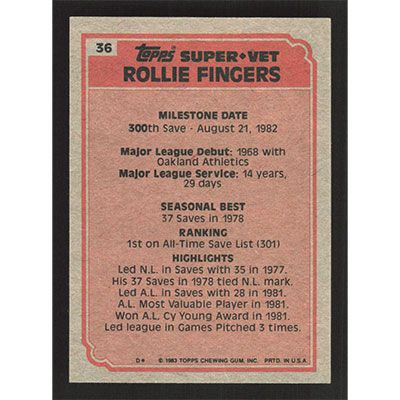 36
TOPPS SUPER•VET
ROLLIE FINGERS
MILESTONE DATE
300th Save - August 21, 1982
Major League Debut: 1968 with
Oakland Athletics
Major League Service: 14 years,
29 days
SEASONAL BEST
37 Saves in 1978
RANKING
1st on All-Time Save List (301)
HIGHLIGHTS
Led N.L. in Saves with 35 in 1977.
His 37 Saves in 1978 tied N.L. mark.
Led A.L. in Saves with 28 in 1981.
A.L. Most Valuable Player in 1981.
Won A.L. Cy Young Award in 1981.
Led league in Games Pitched 3 times.
D* © 1983 TOPPS CHEWING GUM, INC. PRTD. IN U.S.A.